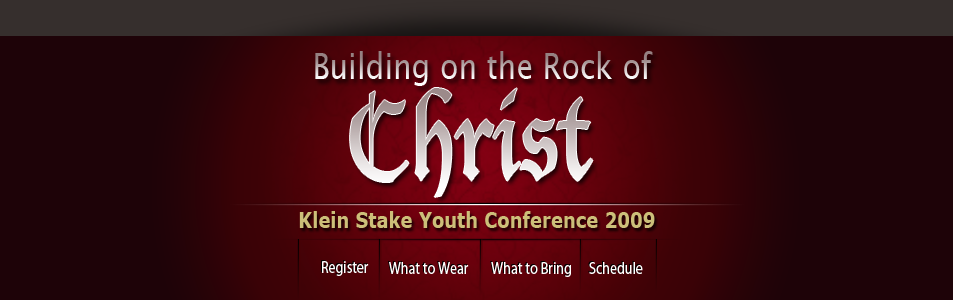 Building on the Rock of
Christ
Klein Stake Youth Conference 2009
Register What to Wear What to Bring Schedule